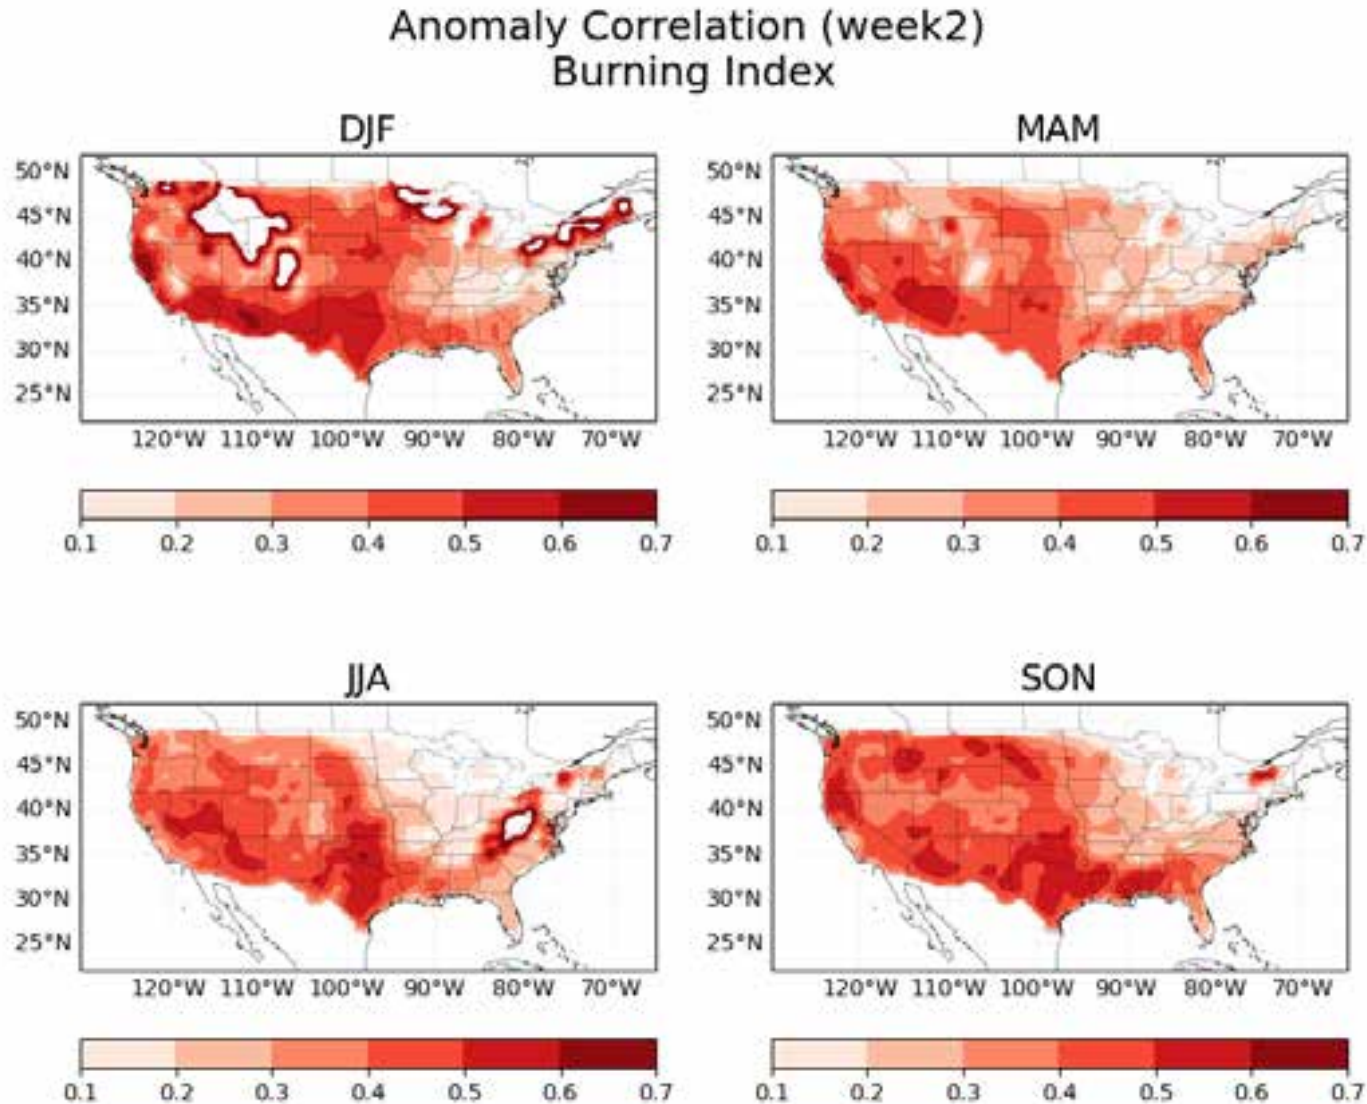 Anomaly Correlation (week2)
Burning Index
DJF
MAM
50°N
45°N
40°N
35°N
30°N
25°N
120°W 110°W 100°W 90°W 80°W 70°W
50°N
45°N
40°N
35°N
30°N
25°N
120°W 110°W 100°W 90°W 80°W 70°W
0.1 0.2 0.3 0.4 0.5 0.6 0.7
0.1 0.2 0.3 0.4 0.5 0.6 0.7
JJA
SON
50°N
45°N
40°N
35°N
30°N
25°N
120°W 110°W 100°W 90°W 80°W 70°W
50°N
45°N
40°N
35°N
30°N
25°N
120°W 110°W 100°W 90°W 80°W 70°W
0.1 0.2 0.3 0.4 0.5 0.6 0.7
0.1 0.2 0.3 0.4 0.5 0.6 0.7